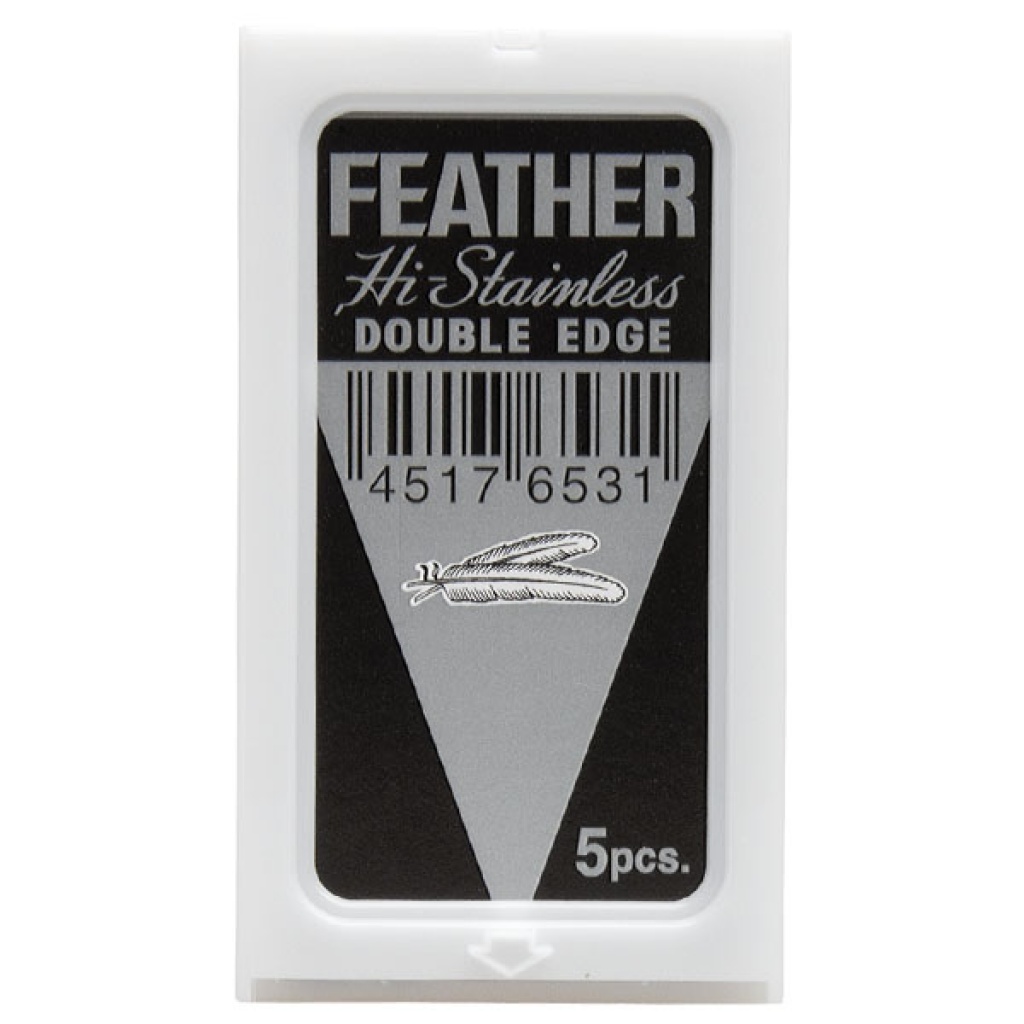 FEATHER
Hi-Stainless
DOUBLE EDGE
4517 6531
5pcs.